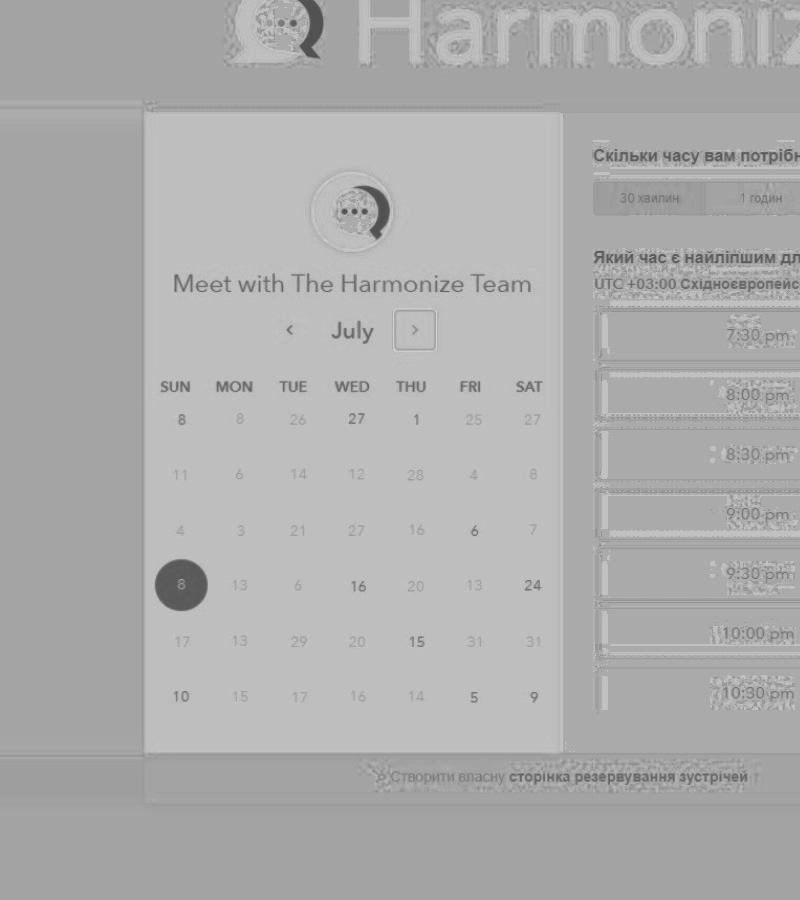 Harmoniz
Meet with The Harmonize Team
‹ July ›
SUN MON TUE WED THU FRI SAT
8 8 26 27 1 25 27
11 6 14 12 28 4 8
4 3 21 27 16 6 7
8 13 6 16 20 13 24
17 13 29 20 15 31 31
10 15 17 16 14 5 9
Скільки часу вам потрібн
30 хвилин 1 годин
Який час є найліпшим дл
UTC +03:00 Східноєвропейс
7:30 pm
8:00 pm
8:30 pm
9:00 pm
9:30 pm
10:00 pm
10:30 pm
Створити власну сторінка резервування зустрічей